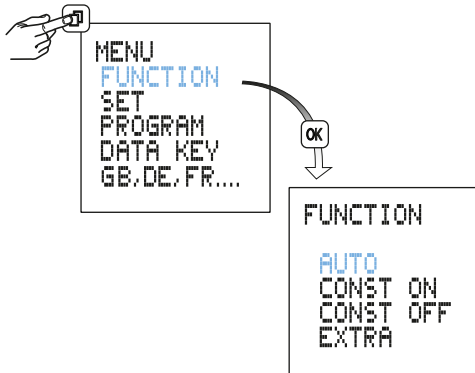 MENU
FUNCTION
SET
PROGRAM
DATA KEY
GB,DE,FR....
OK
FUNCTION
AUTO
CONST ON
CONST OFF
EXTRA